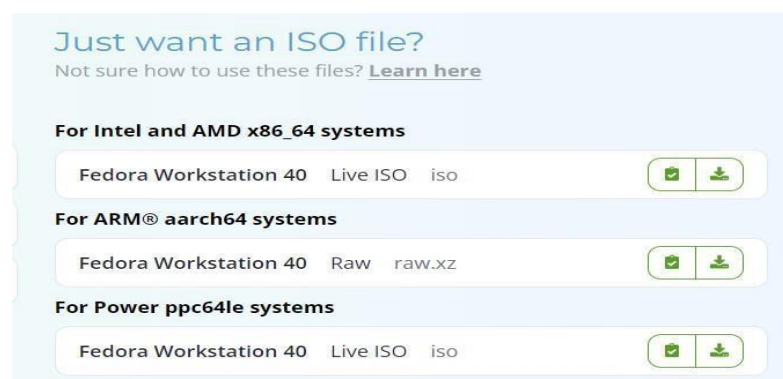 Just want an ISO file?
Not sure how to use these files? Learn here
For Intel and AMD x86_64 systems
Fedora Workstation 40 Live ISO iso
For ARM® aarch64 systems
Fedora Workstation 40 Raw raw.xz
For Power ppc64le systems
Fedora Workstation 40 Live ISO iso